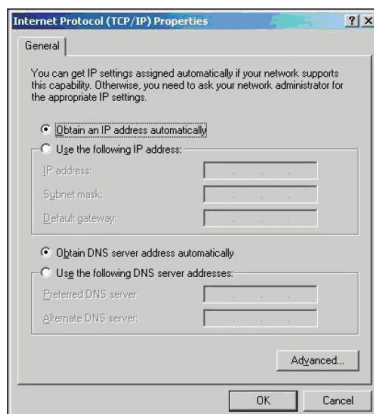 Internet Protocol (TCP/IP) Properties
General
You can get IP settings assigned automatically if your network supports
this capability. Otherwise, you need to ask your network administrator for
the appropriate IP settings.
Obtain an IP address automatically
Use the following IP address:
IP address:
Subnet mask:
Default gateway:
Obtain DNS server address automatically
Use the following DNS server addresses:
Preferred DNS server:
Alternate DNS server:
Advanced...
OK
Cancel